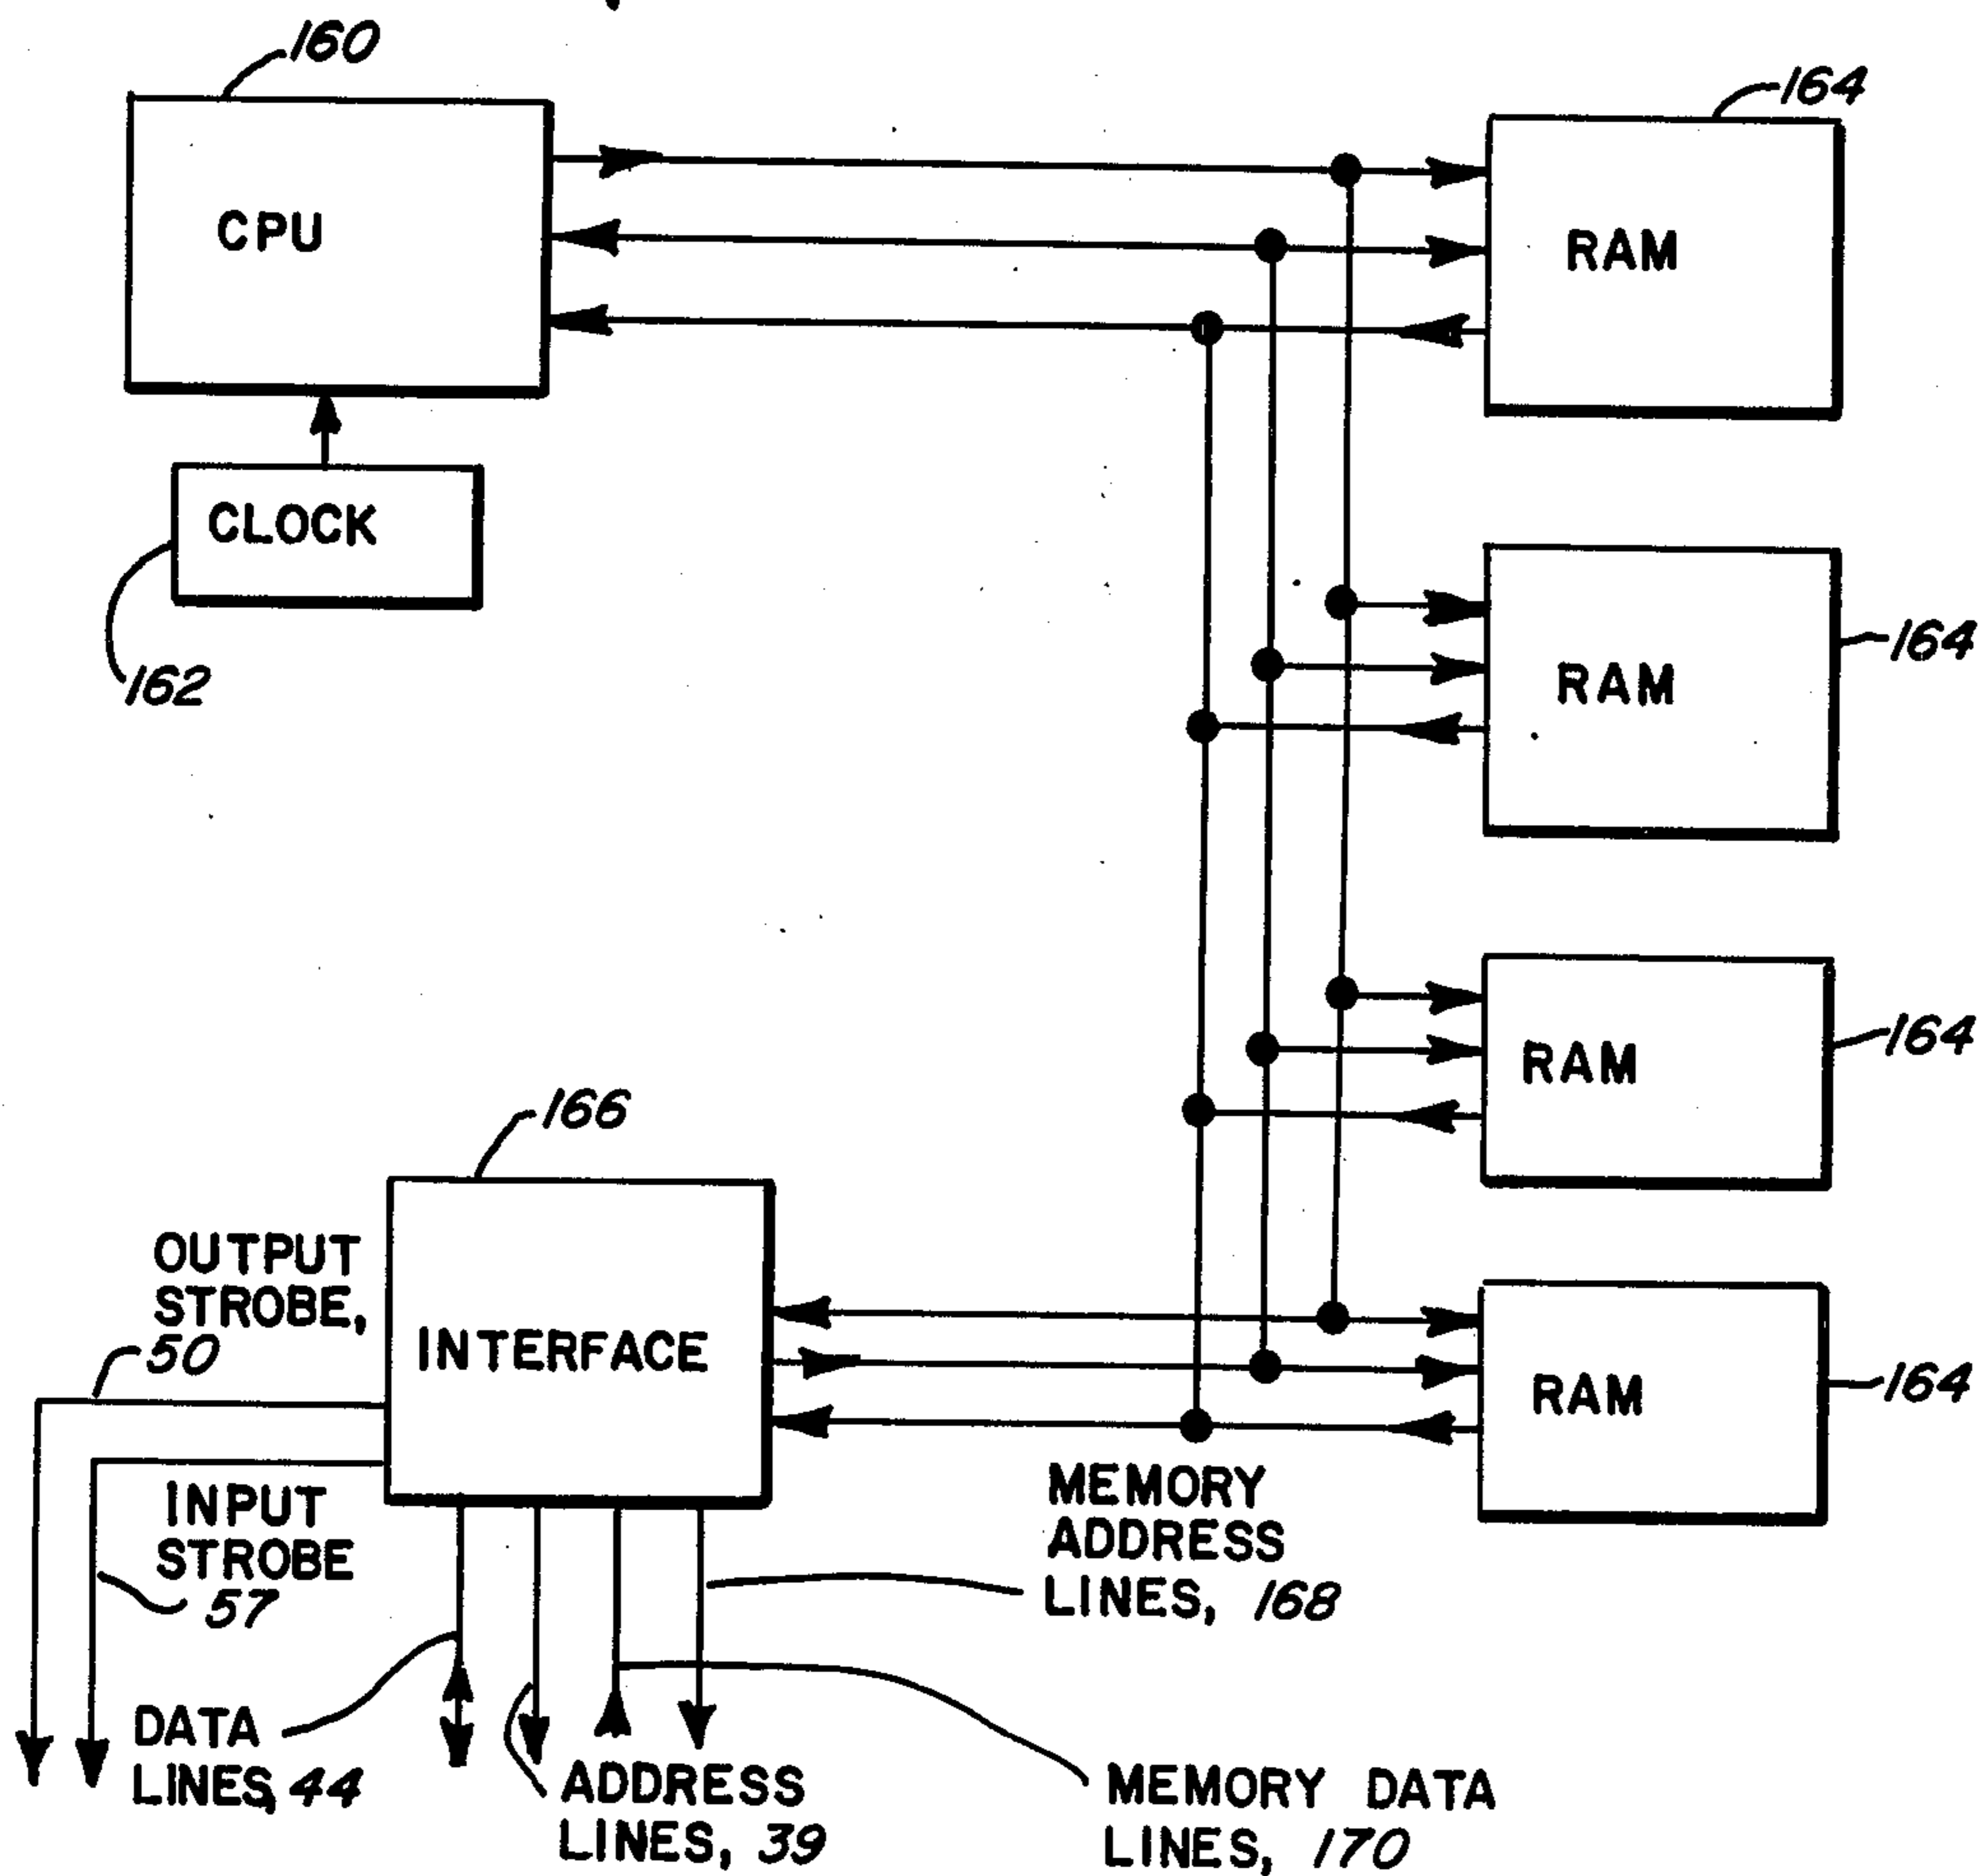 160
164
CPU
RAM
CLOCK
162
164
RAM
164
RAM
166
OUTPUT
STROBE,
50
INTERFACE
164
RAM
INPUT
STROBE
57
MEMORY
ADDRESS
LINES, 168
DATA
LINES, 44
ADDRESS
LINES, 39
MEMORY DATA
LINES, 170